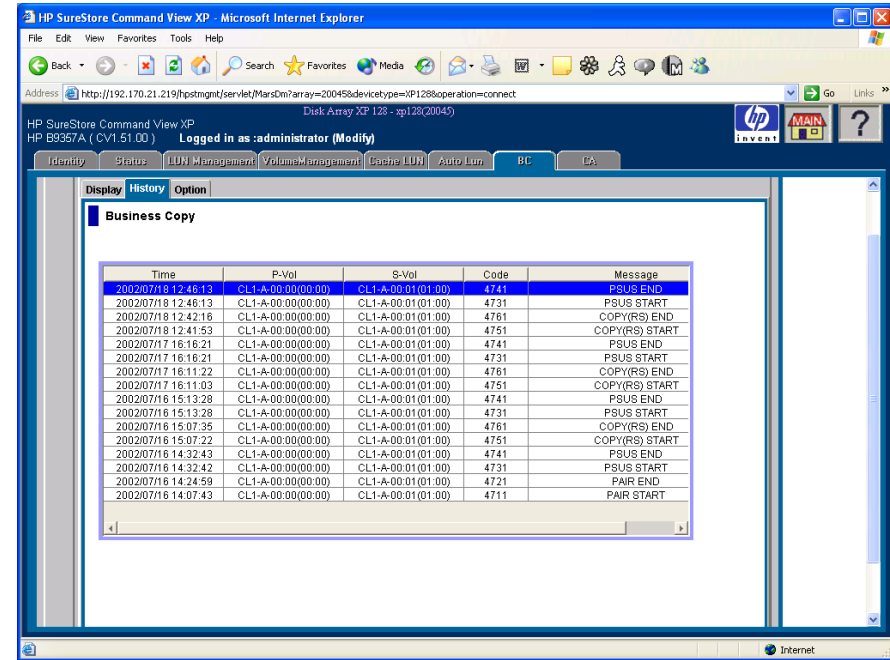 HP SureStore Command View XP - Microsoft Internet Explorer
File Edit View Favorites Tools Help
Back Search Favorites Media
Address http://192.170.21.219/hpstmgmt/servlet/MarsDm?array=20045&devicetype=XP128&operation=connect Go Links »
Disk Array XP 128 - xp128(20045)
HP SureStore Command View XP
HP B9357A ( CV1.51.00 ) Logged in as :administrator (Modify)
hp invent MAIN ?
Identity Status LUN Management VolumeManagement Cache LUN Auto Lun BC CA
Display History Option
Business Copy
Time P-Vol S-Vol Code Message
2002/07/18 12:46:13 CL1-A-00:00(00:00) CL1-A-00:01(01:00) 4741 PSUS END
2002/07/18 12:46:13 CL1-A-00:00(00:00) CL1-A-00:01(01:00) 4731 PSUS START
2002/07/18 12:42:16 CL1-A-00:00(00:00) CL1-A-00:01(01:00) 4761 COPY(RS) END
2002/07/18 12:41:53 CL1-A-00:00(00:00) CL1-A-00:01(01:00) 4751 COPY(RS) START
2002/07/17 16:16:21 CL1-A-00:00(00:00) CL1-A-00:01(01:00) 4741 PSUS END
2002/07/17 16:16:21 CL1-A-00:00(00:00) CL1-A-00:01(01:00) 4731 PSUS START
2002/07/17 16:11:22 CL1-A-00:00(00:00) CL1-A-00:01(01:00) 4761 COPY(RS) END
2002/07/17 16:11:03 CL1-A-00:00(00:00) CL1-A-00:01(01:00) 4751 COPY(RS) START
2002/07/16 15:13:28 CL1-A-00:00(00:00) CL1-A-00:01(01:00) 4741 PSUS END
2002/07/16 15:13:28 CL1-A-00:00(00:00) CL1-A-00:01(01:00) 4731 PSUS START
2002/07/16 15:07:35 CL1-A-00:00(00:00) CL1-A-00:01(01:00) 4761 COPY(RS) END
2002/07/16 15:07:22 CL1-A-00:00(00:00) CL1-A-00:01(01:00) 4751 COPY(RS) START
2002/07/16 14:32:43 CL1-A-00:00(00:00) CL1-A-00:01(01:00) 4741 PSUS END
2002/07/16 14:32:42 CL1-A-00:00(00:00) CL1-A-00:01(01:00) 4731 PSUS START
2002/07/16 14:24:59 CL1-A-00:00(00:00) CL1-A-00:01(01:00) 4721 PAIR END
2002/07/16 14:07:43 CL1-A-00:00(00:00) CL1-A-00:01(01:00) 4711 PAIR START
Internet